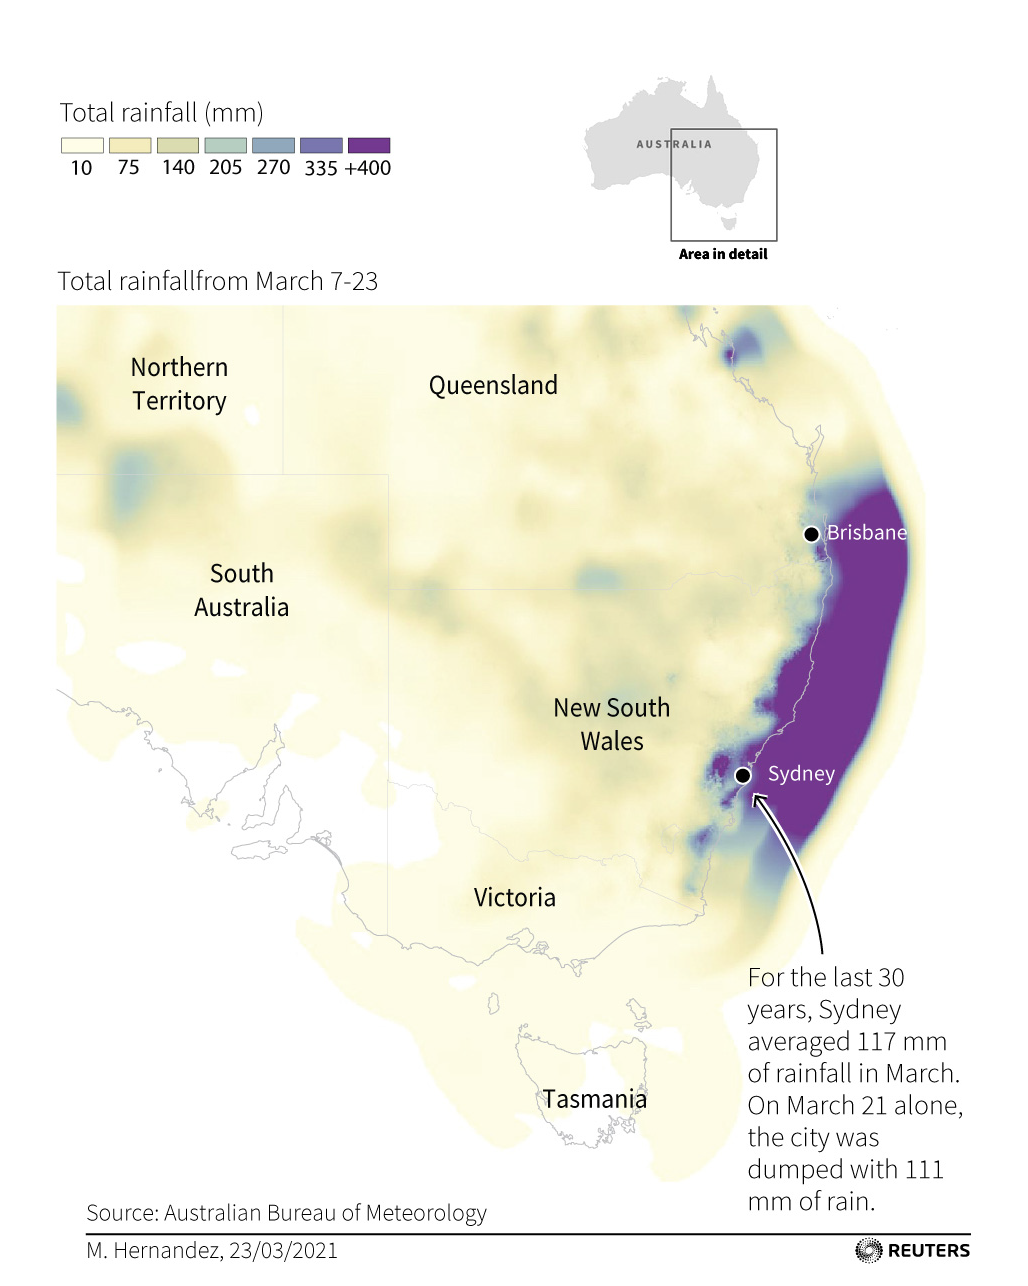 Total rainfall (mm)
10 75 140 205 270 335 +400
AUSTRALIA
Area in detail
Total rainfallfrom March 7-23
Northern
Territory
Queensland
Brisbane
South
Australia
New South
Wales
Sydney
Victoria
Tasmania
For the last 30
years, Sydney
averaged 117 mm
of rainfall in March.
On March 21 alone,
the city was
dumped with 111
mm of rain.
Source: Australian Bureau of Meteorology
M. Hernandez, 23/03/2021
REUTERS